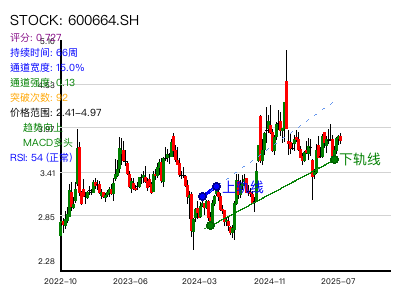 STOCK: 600664.SH
评分: 0.727
持续时间: 66周
通道宽度: 15.0%
通道强度: 0.13
突破次数: 92
价格范围: 2.41–4.97
趋势向上
MACD多头
RSI: 54 (正常)
上轨线
下轨线
3.41
2.85
2.28
2022–10
2023–06
2024–03
2024–11
2025–07